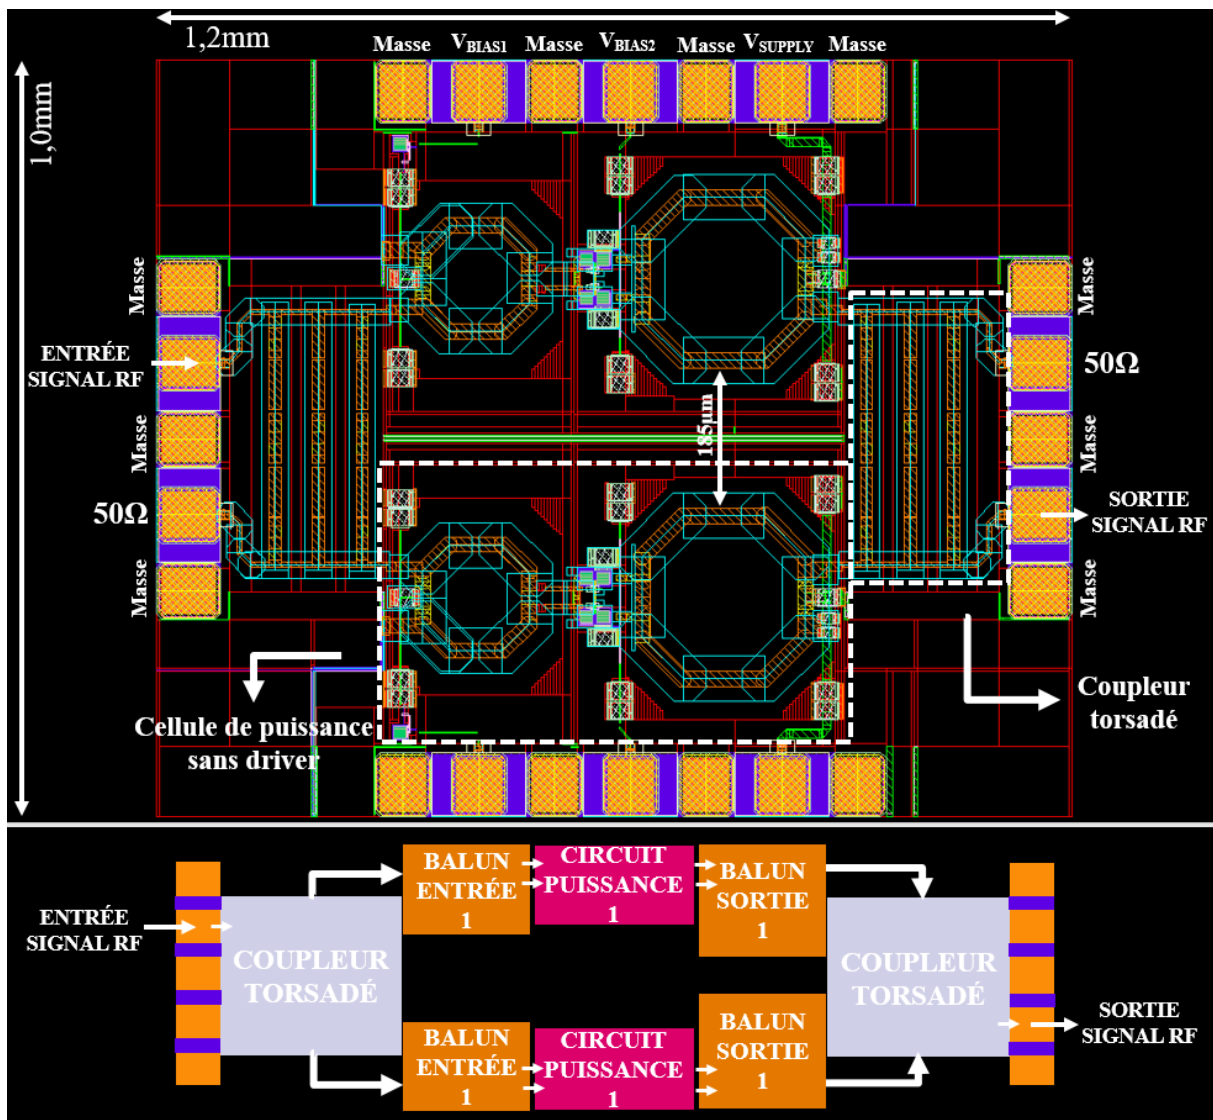 1,2mm
Masse
V_BIAS1
Masse
V_BIAS2
Masse
V_SUPPLY
Masse
1,0mm
Masse
ENTRÉE
SIGNAL RF
Masse
50Ω
Masse
185µm
Masse
50Ω
Masse
SORTIE
SIGNAL RF
Masse
Cellule de puissance
sans driver
Coupleur
torsadé
ENTRÉE
SIGNAL RF
COUPLEUR
TORSADÉ
BALUN
ENTRÉE
1
CIRCUIT
PUISSANCE
1
BALUN
SORTIE
1
BALUN
ENTRÉE
1
CIRCUIT
PUISSANCE
1
BALUN
SORTIE
1
COUPLEUR
TORSADÉ
SORTIE
SIGNAL RF